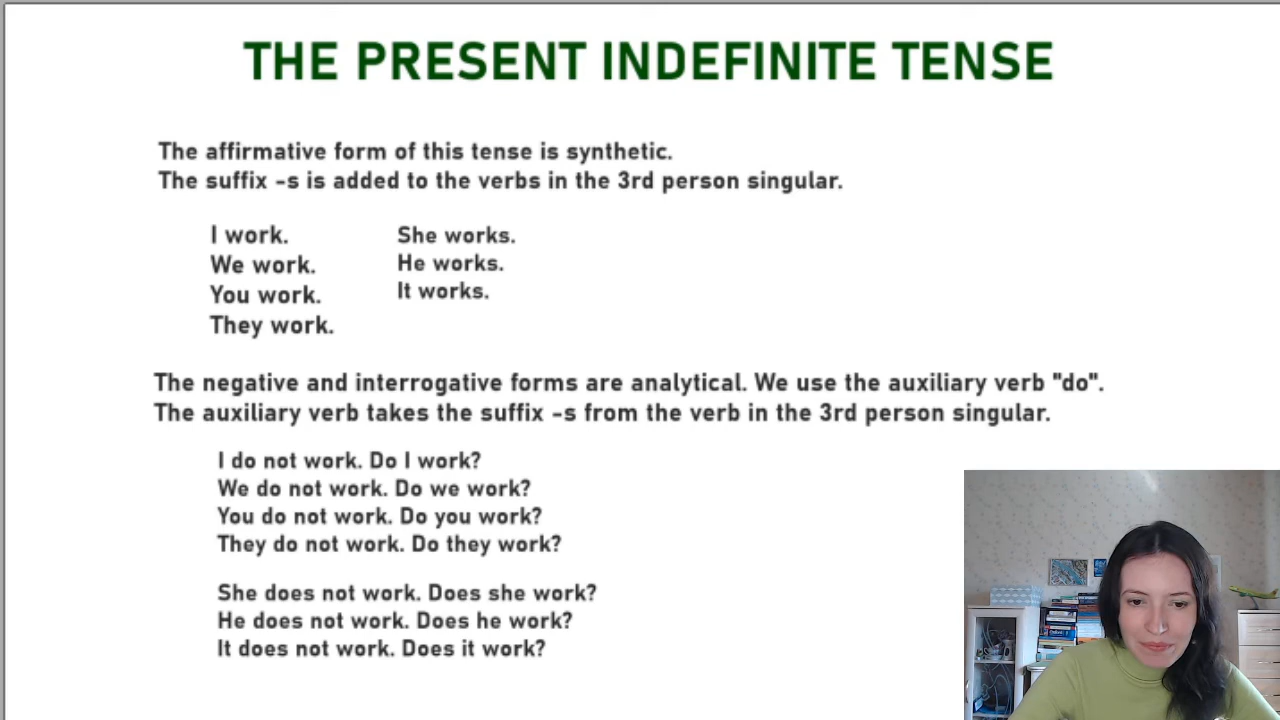 THE PRESENT INDEFINITE TENSE
The affirmative form of this tense is synthetic.
The suffix -s is added to the verbs in the 3rd person singular.
I work.
We work.
You work.
They work.
She works.
He works.
It works.
The negative and interrogative forms are analytical. We use the auxiliary verb "do".
The auxiliary verb takes the suffix -s from the verb in the 3rd person singular.
I do not work. Do I work?
We do not work. Do we work?
You do not work. Do you work?
They do not work. Do they work?
She does not work. Does she work?
He does not work. Does he work?
It does not work. Does it work?